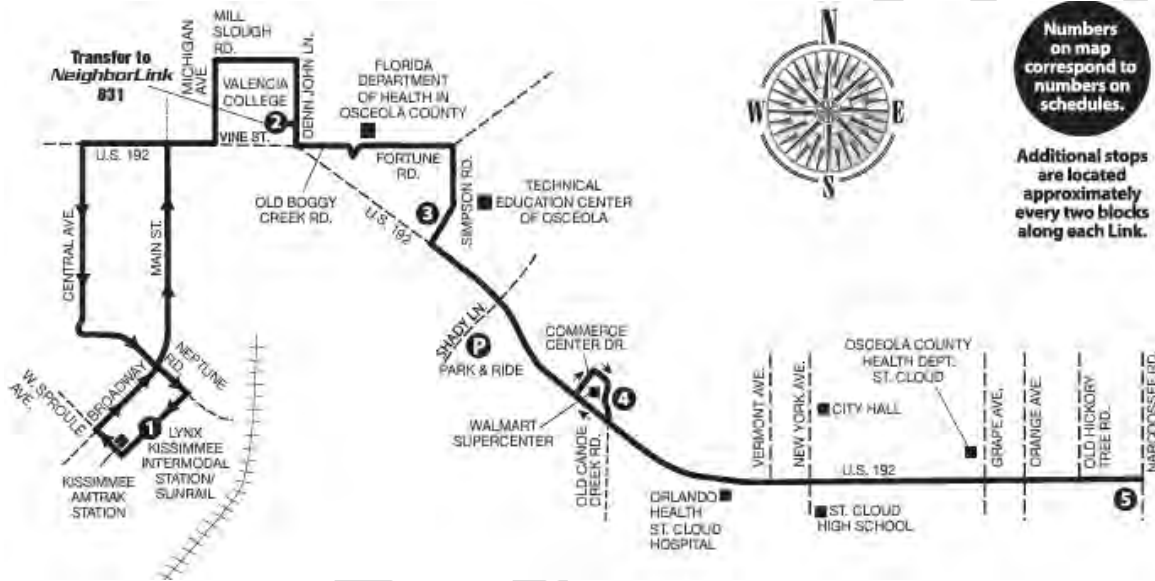 MILL
SLOUGH
RD.
MICHIGAN
AVE
DENN JOHN LN.
Transfer to
NeighborLink
831
VALENCIA
COLLEGE
2
VINE ST.
U.S. 192
FLORIDA
DEPARTMENT
OF HEALTH IN
OSCEOLA COUNTY
FORTUNE
RD.
OLD BOGGY
CREEK RD.
U.S. 192
3
SIMPSON RD.
TECHNICAL
EDUCATION CENTER
OF OSCEOLA
N
W
E
S
Numbers
on map
correspond to
numbers on
schedules.
Additional stops
are located
approximately
every two blocks
along each Link.
CENTRAL AVE.
MAIN ST.
NEPTUNE
RD.
BROADWAY
W. SPROULE
AVE.
1
LYNX
KISSIMMEE
INTERMODAL
STATION/
SUNRAIL
KISSIMMEE
AMTRAK
STATION
SHADY LN.
P
PARK & RIDE
COMMERCE
CENTER DR.
4
WALMART
SUPERCENTER
OLD CANOE
CREEK RD.
ORLANDO
HEALTH
ST. CLOUD
HOSPITAL
VERMONT AVE.
NEW YORK AVE.
CITY HALL
OSCEOLA COUNTY
HEALTH DEPT.
ST. CLOUD
U.S. 192
ST. CLOUD
HIGH SCHOOL
GRAPE AVE.
ORANGE AVE.
OLD HICKORY
TREE RD.
NARCOOSSEE RD.
5